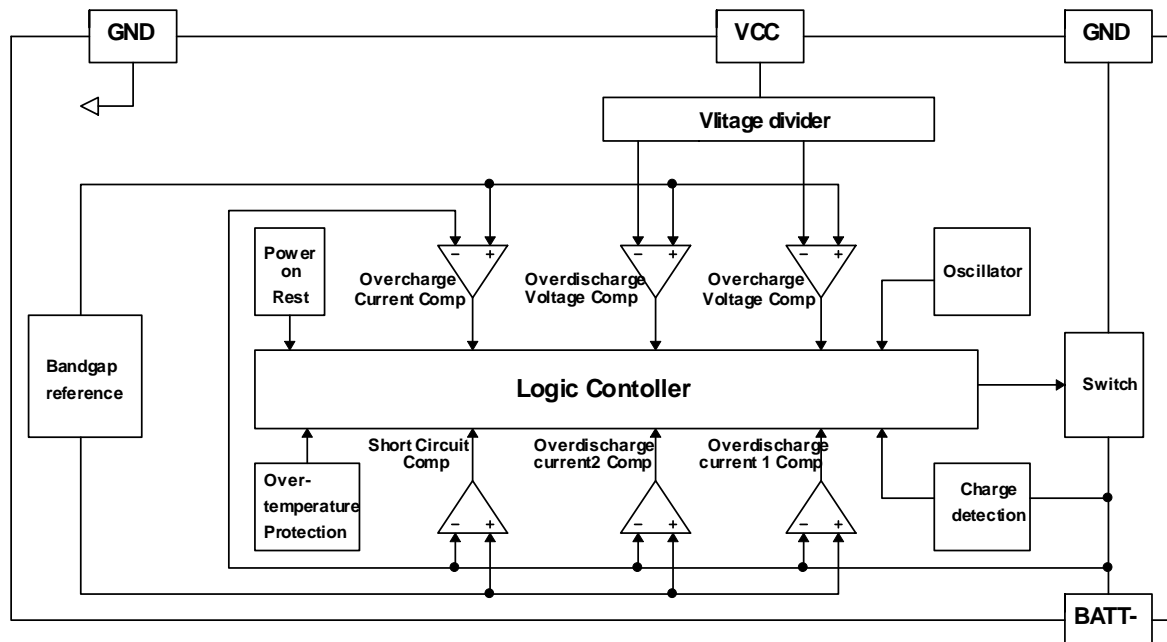 GND
VCC
GND
Vlitage divider
- +
- +
- +
Power
on
Rest
Overcharge
Current Comp
Overdischarge
Voltage Comp
Overcharge
Voltage Comp
Oscillator
Bandgap
reference
Logic Contoller
Switch
Short Circuit
Comp
Overdischarge
current2 Comp
Overdischarge
current 1 Comp
Over-
temperature
Protection
Charge
detection
- +
- +
- +
BATT-